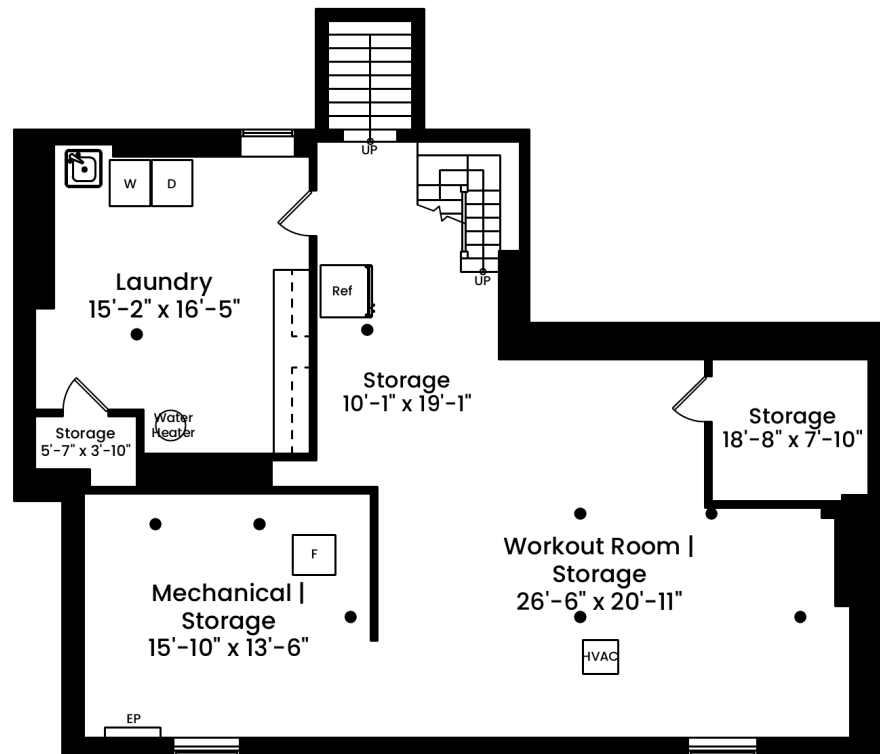 UP
W
D
UP
Laundry
15'-2" x 16'-5"
Ref
Storage
10'-1" x 19'-1"
Storage
18'-8" x 7'-10"
Water
Heater
Storage
5'-7" x 3'-10"
F
Workout Room |
Storage
26'-6" x 20'-11"
Mechanical |
Storage
15'-10" x 13'-6"
HVAC
EP